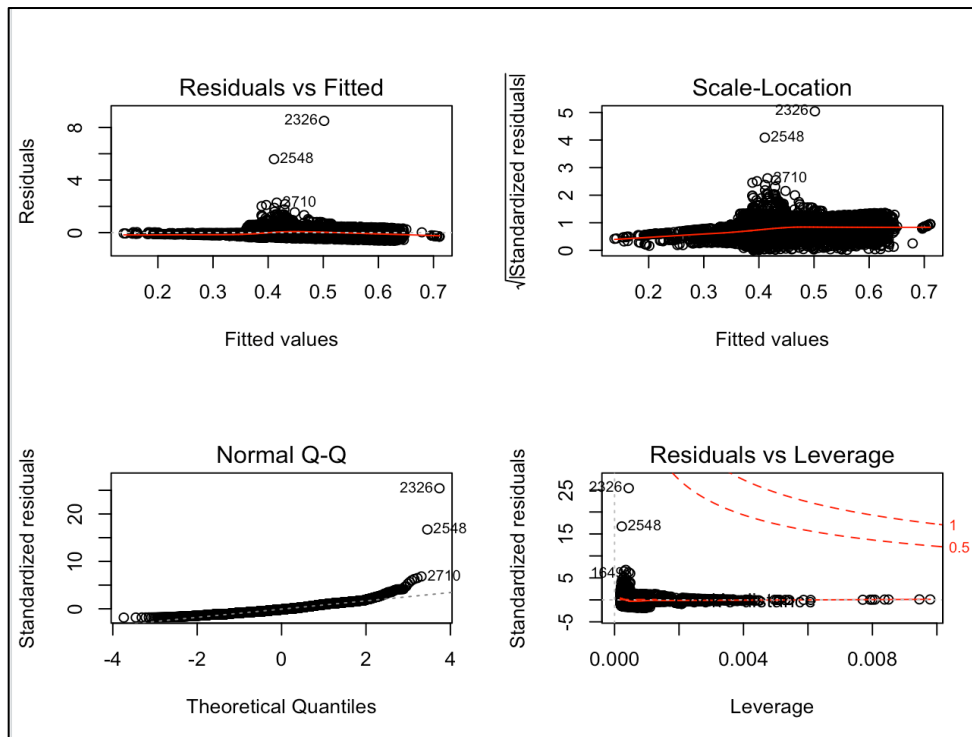 Residuals vs Fitted
Residuals
8
4
0
2326
2548
2710
0.2 0.3 0.4 0.5 0.6 0.7
Fitted values
Scale-Location
√|Standardized residuals|
5
4
3
2
1
0
2326
2548
2710
0.2 0.3 0.4 0.5 0.6 0.7
Fitted values
Normal Q-Q
Standardized residuals
20
10
0
2326
2548
2710
-4 -2 0 2 4
Theoretical Quantiles
Residuals vs Leverage
Standardized residuals
25
15
5
-5
2326
2548
1649
1
0.5
0.000 0.004 0.008
Leverage